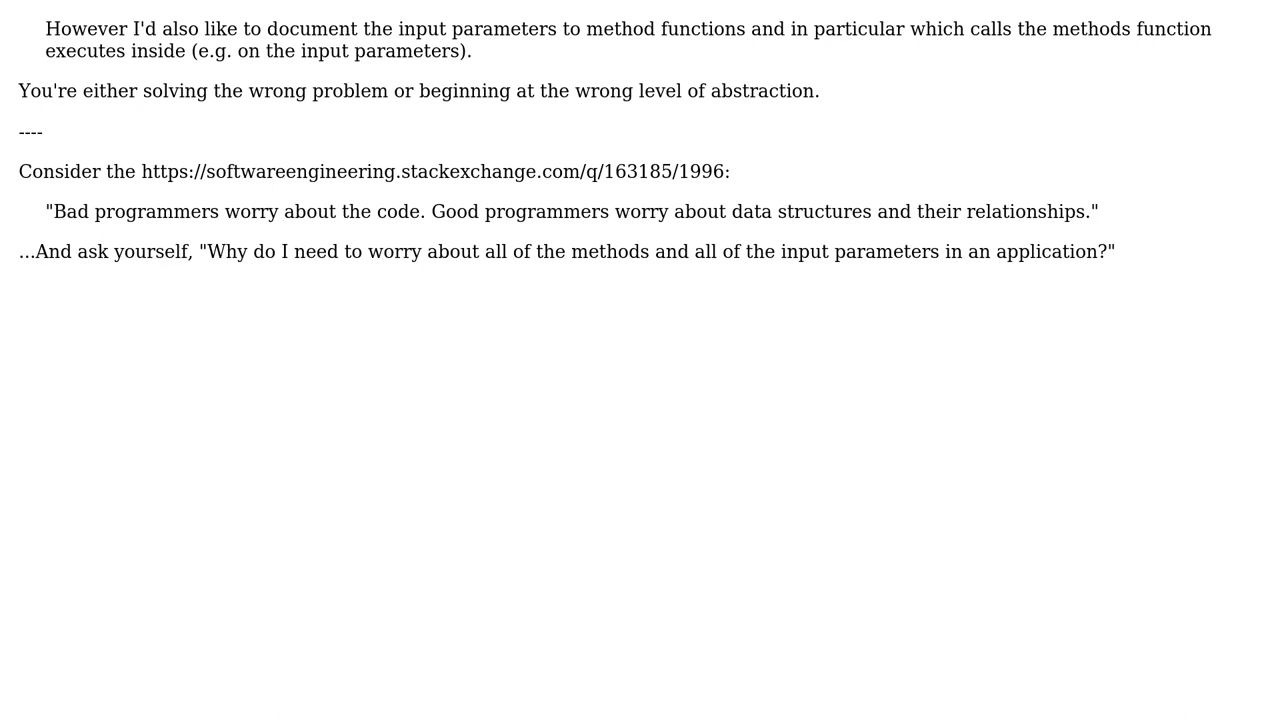 However I'd also like to document the input parameters to method functions and in particular which calls the methods function
executes inside (e.g. on the input parameters).
You're either solving the wrong problem or beginning at the wrong level of abstraction.
----
Consider the https://softwareengineering.stackexchange.com/q/163185/1996:
"Bad programmers worry about the code. Good programmers worry about data structures and their relationships."
...And ask yourself, "Why do I need to worry about all of the methods and all of the input parameters in an application?"